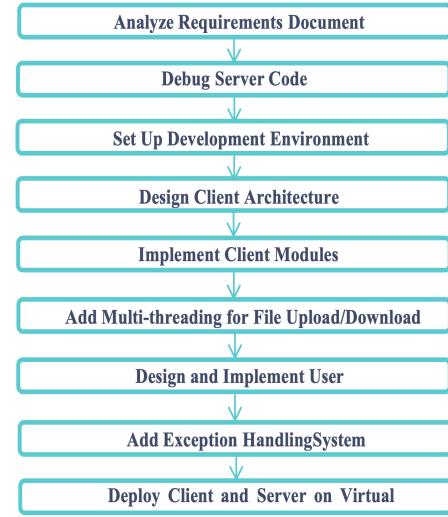 Analyze Requirements Document
Debug Server Code
Set Up Development Environment
Design Client Architecture
Implement Client Modules
Add Multi-threading for File Upload/Download
Design and Implement User
Add Exception HandlingSystem
Deploy Client and Server on Virtual